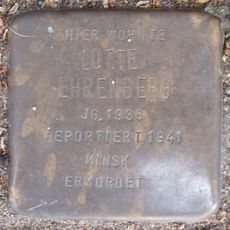 HIER WOHNTE
LOTTE
EHRENBERG
JG. 1936
DEPORTIERT 1941
MINSK
ERMORDET